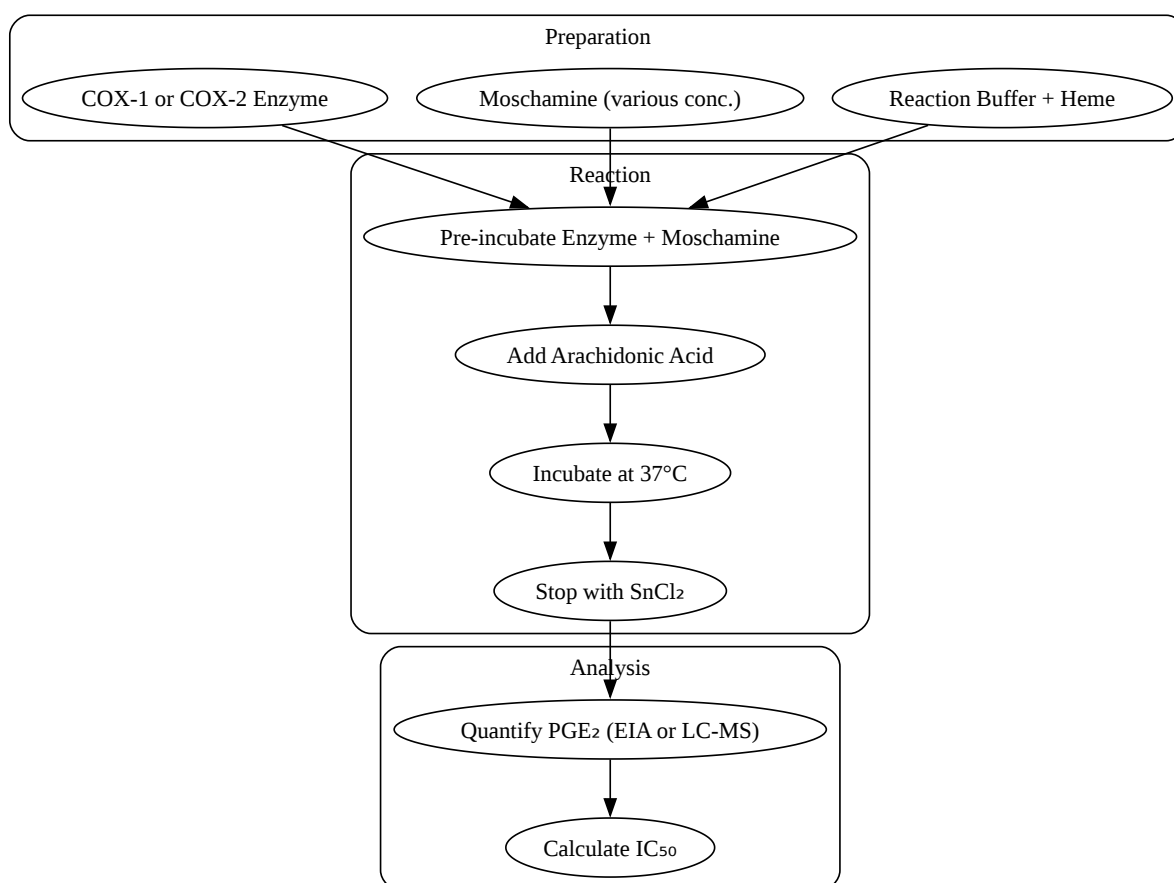 Preparation
COX-1 or COX-2 Enzyme
Moschamine (various conc.)
Reaction Buffer + Heme
Reaction
Pre-incubate Enzyme + Moschamine
Add Arachidonic Acid
Incubate at 37°C
Stop with SnCl₂
Analysis
Quantify PGE₂ (EIA or LC-MS)
Calculate IC₅₀